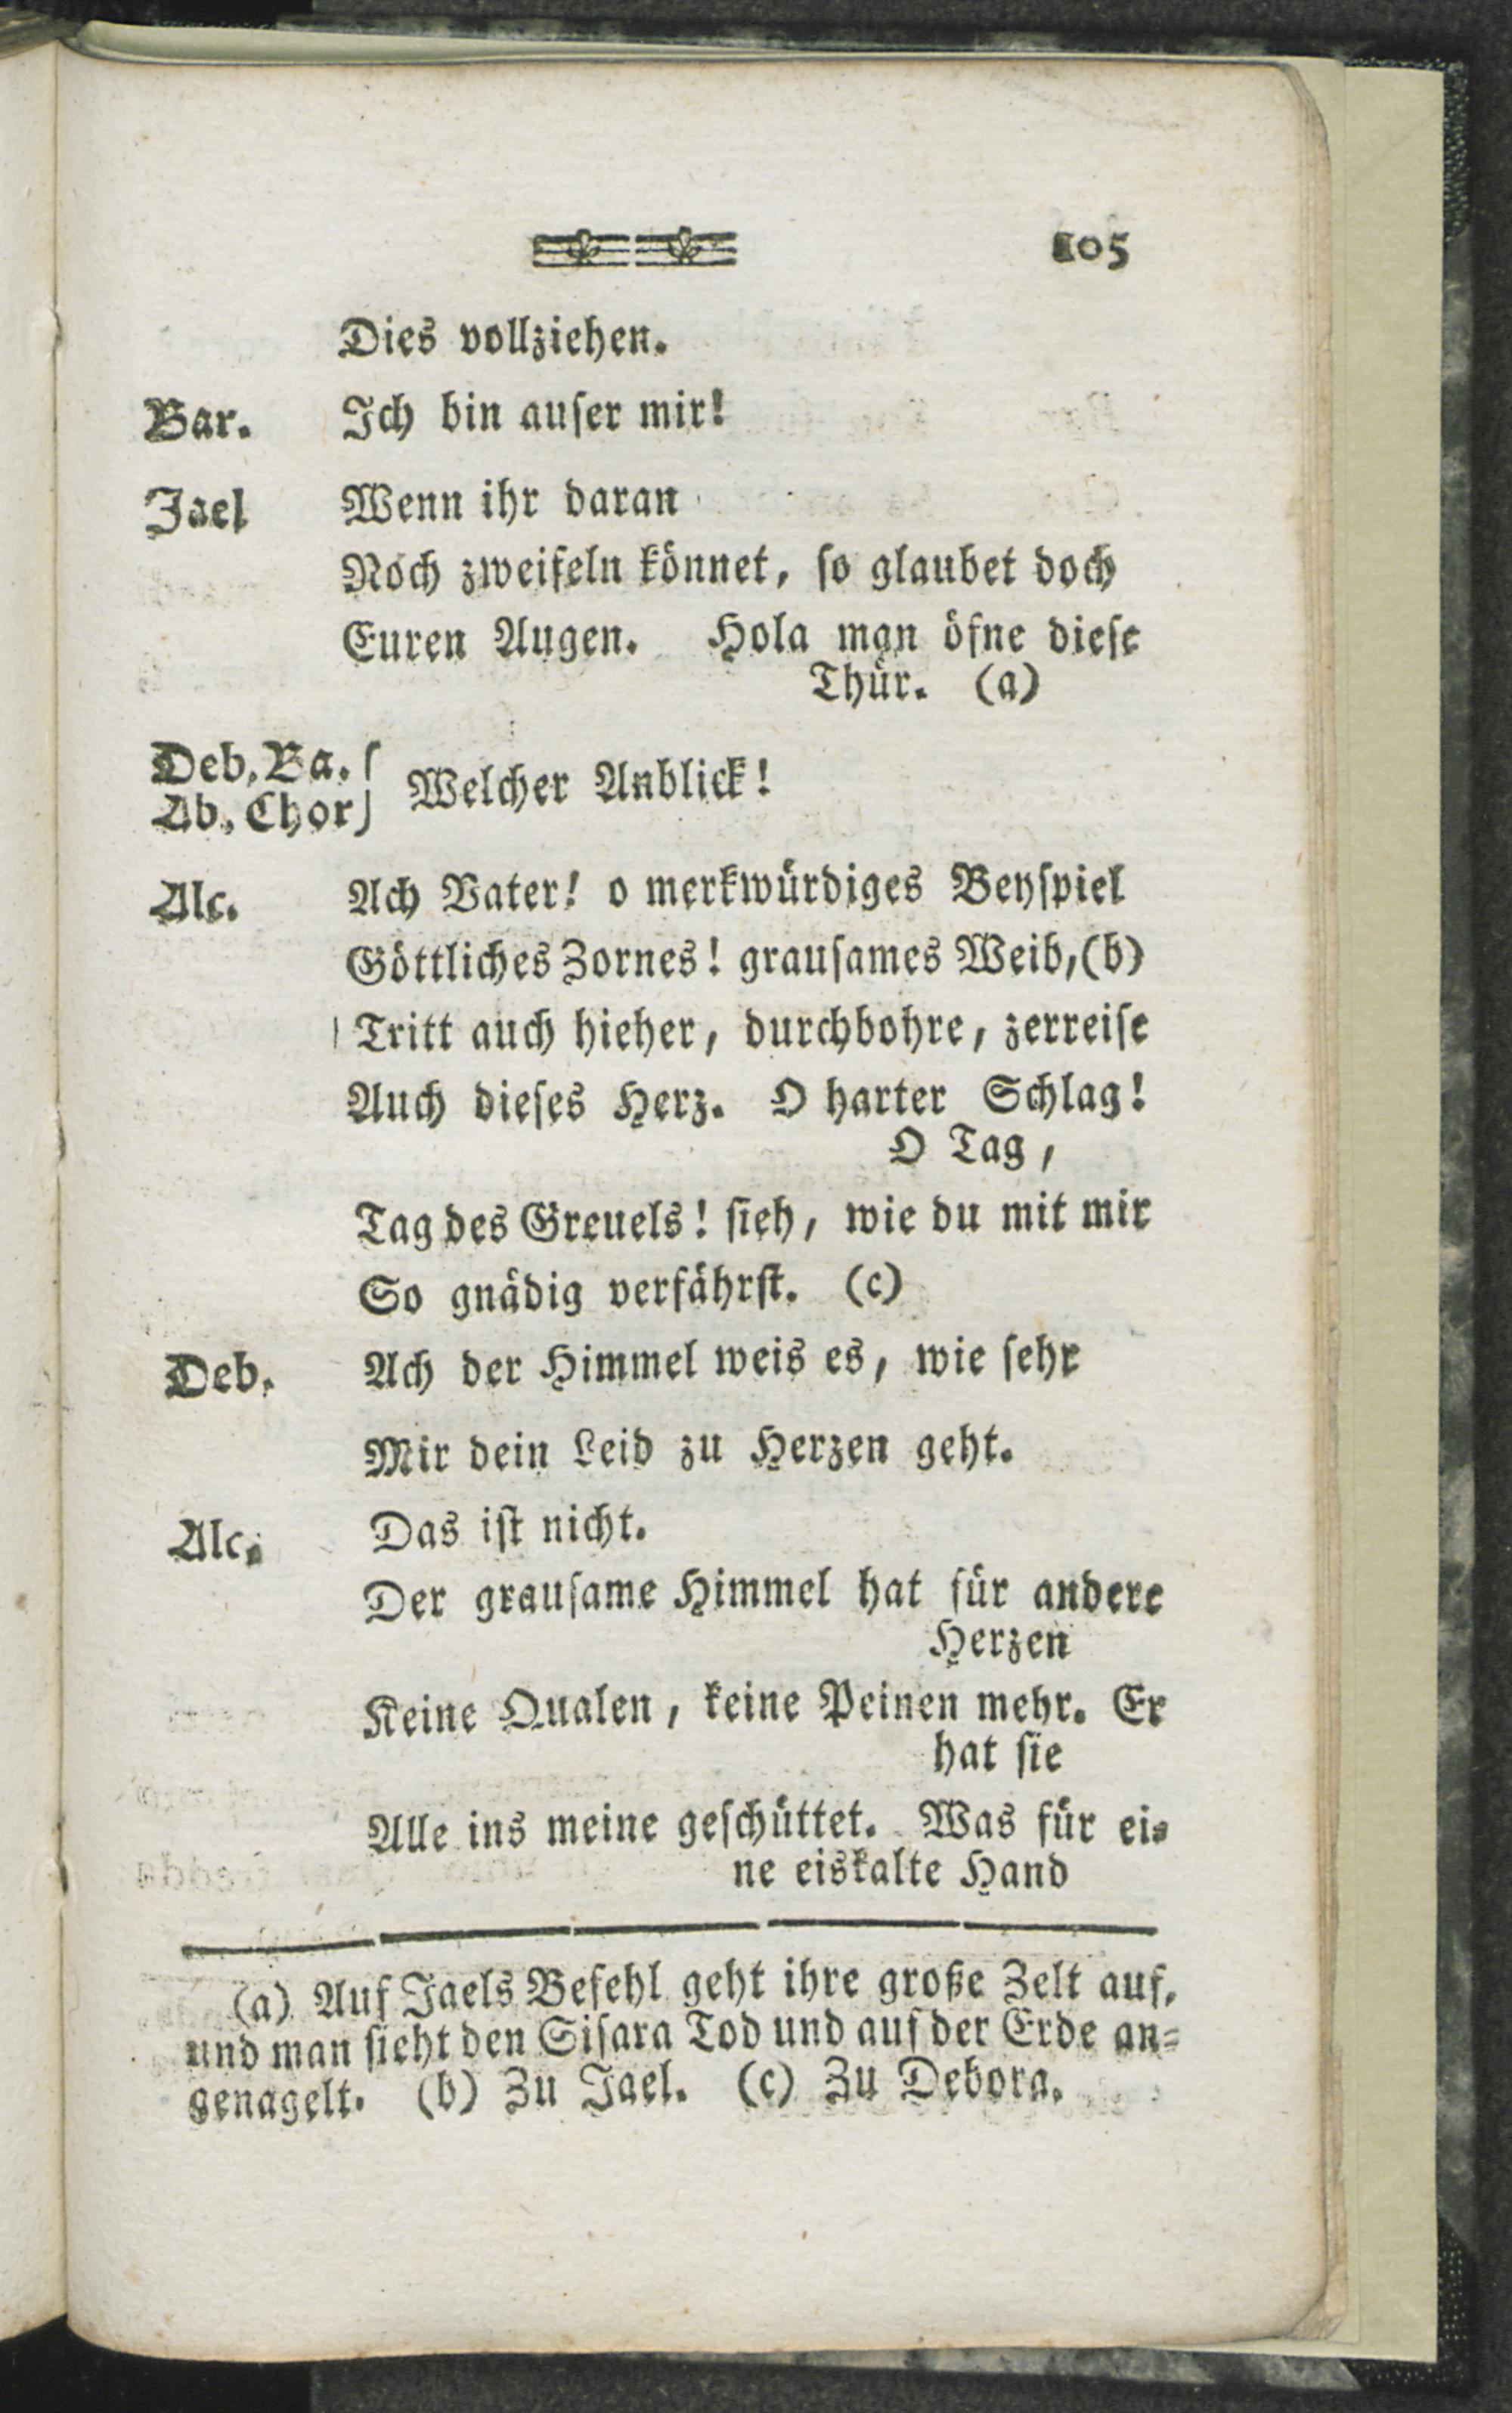 105
Dies vollziehen.
Bar. Ich bin auser mir!
Jael Wenn ihr daran
Noch zweifeln könnet, so glaubet doch
Euren Augen. Hola man öfne diese
Thür. (a)
Deb. Ba.
Ab. Chor } Welcher Anblick!
Alc. Ach Vater! o merkwürdiges Beyspiel
Göttliches Zornes! grausames Weib, (b)
Tritt auch hieher, durchbohre, zerreise
Auch dieses Herz. O harter Schlag!
O Tag,
Tag des Greuels! sieh, wie du mit mir
So gnädig verfährst. (c)
Deb. Ach der Himmel weis es, wie sehr
Mir dein Leid zu Herzen geht.
Alc. Das ist nicht.
Der grausame Himmel hat für andere
Herzen
Keine Qualen, keine Peinen mehr. Er
hat sie
Alle ins meine geschüttet. Was für ei-
ne eiskalte Hand
(a) Auf Jaels Befehl geht ihre große Zelt auf,
und man sieht den Sisara Tod und auf der Erde an-
genagelt. (b) Zu Jael. (c) Zu Debora.